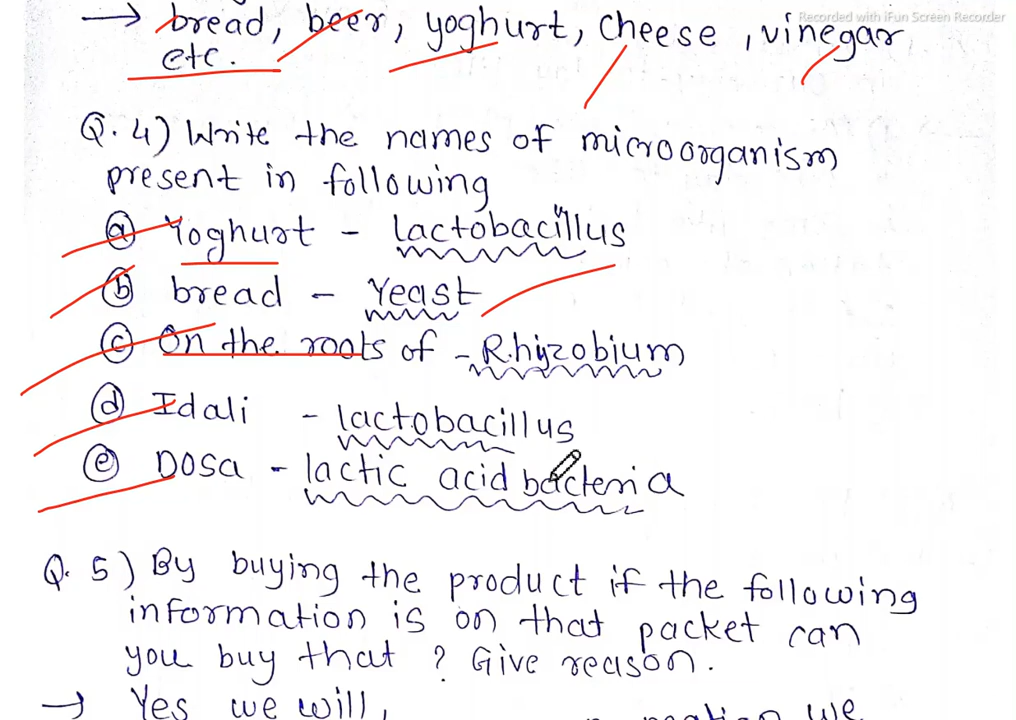 Recorded with iFun Screen Recorder
→ bread, beer, yoghurt, cheese, vinegar
etc.
Q. 4) Write the names of microorganism
present in following
ⓐ Yoghurt - lactobacillus
ⓑ bread - Yeast
ⓒ On the roots of - Rhizobium
ⓓ Idali - lactobacillus
ⓔ Dosa - lactic acid bacteria
Q. 5) By buying the product if the following
information is on that packet can
you buy that ? Give reason.
→ Yes we will, we